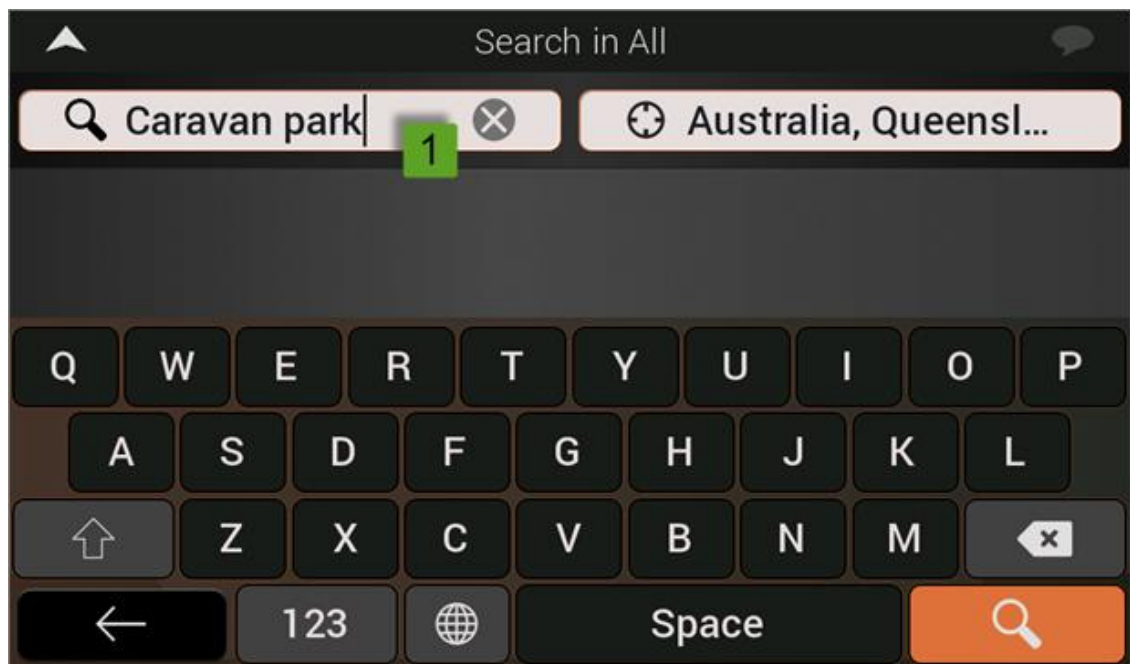 Search in All
Caravan park
1
Australia, Queensl...
Q W E R T Y U I O P
A S D F G H J K L
Z X C V B N M
123 Space